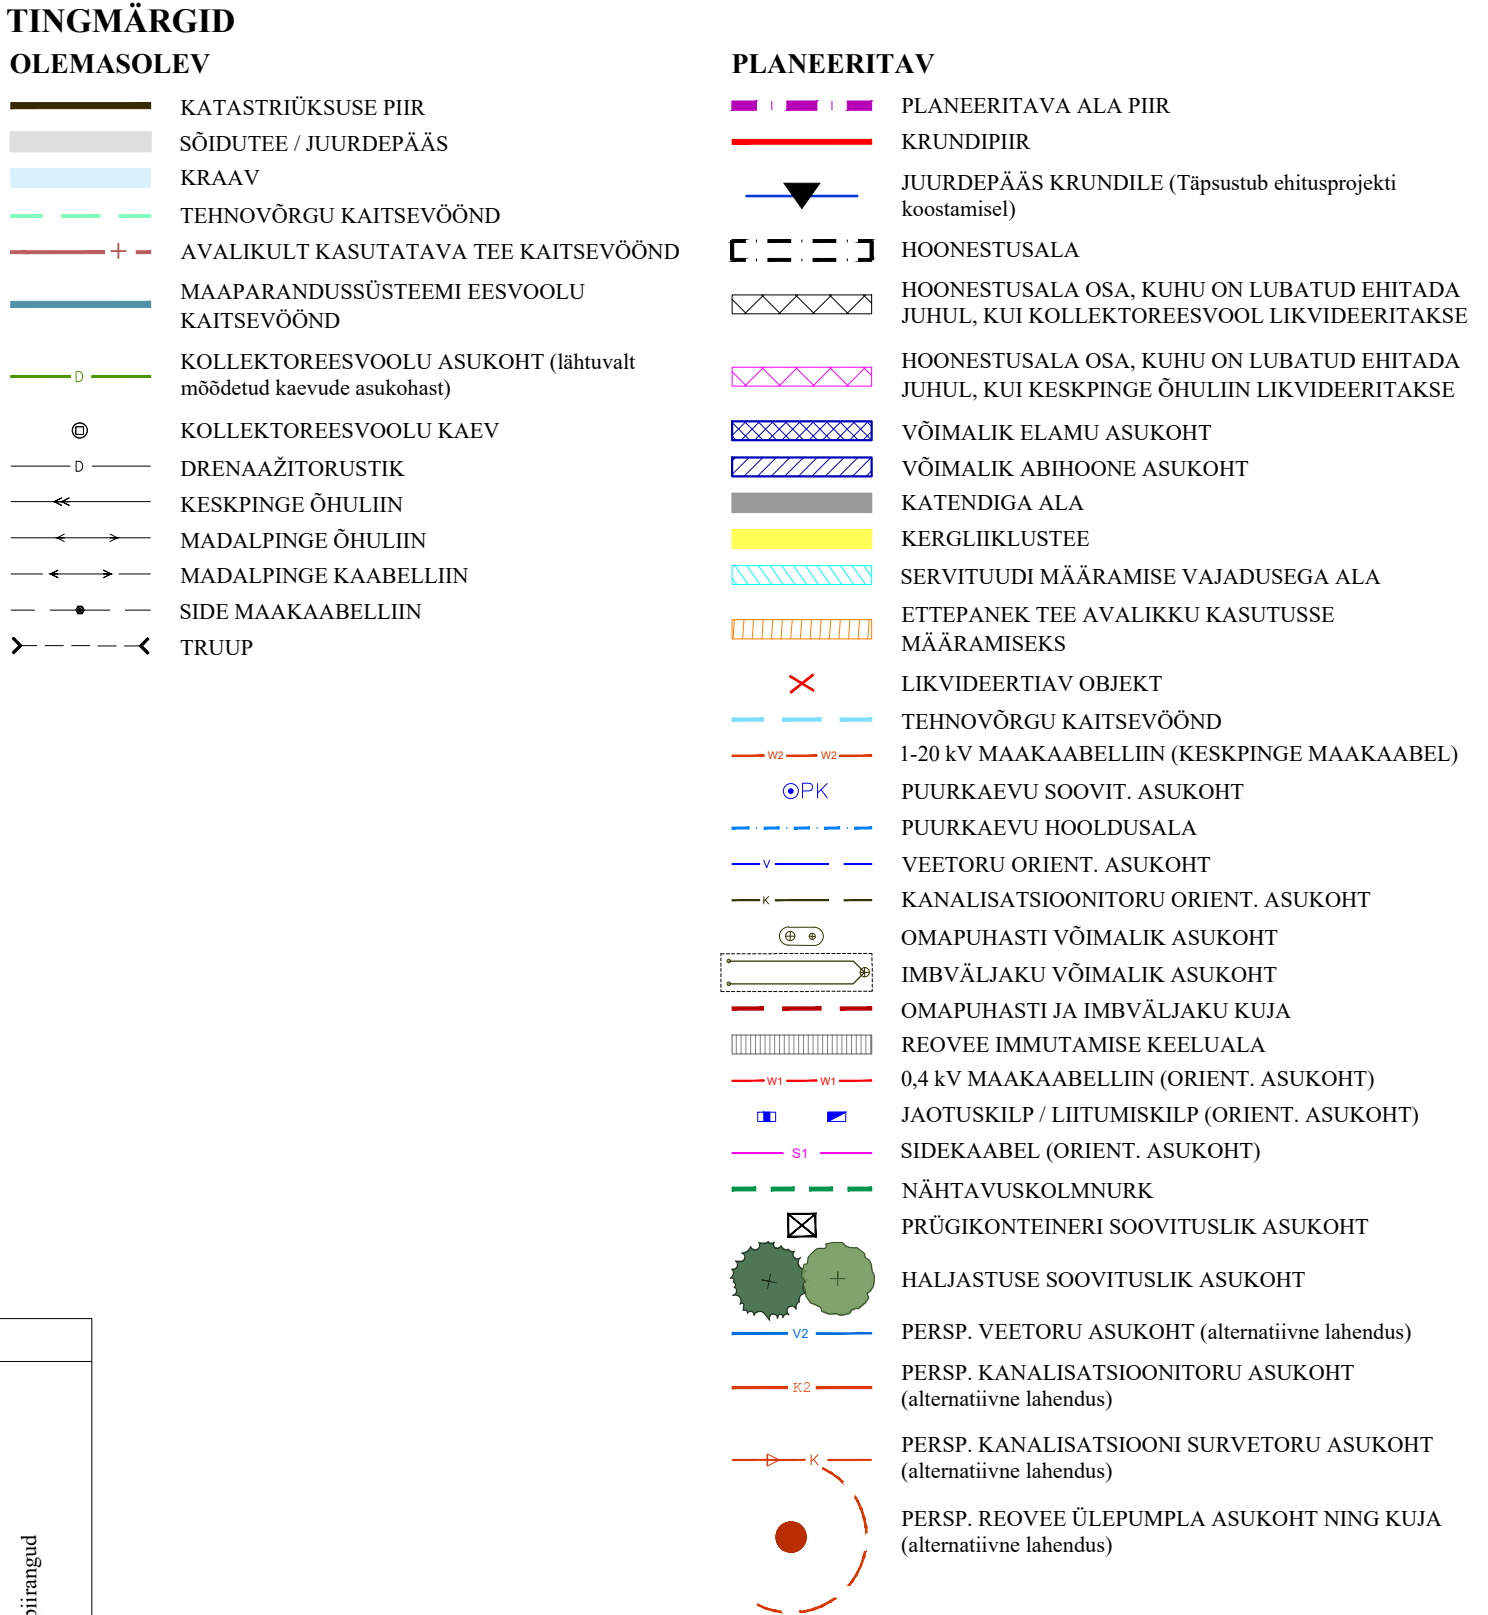 TINGMÄRGID
OLEMASOLEV
KATASTRIÜKSUSE PIIR
SÕIDUTEE / JUURDEPÄÄS
KRAAV
TEHNOVÕRGU KAITSEVÖÖND
AVALIKULT KASUTATAVA TEE KAITSEVÖÖND
MAAPARANDUSSÜSTEEMI EESVOOLU
KAITSEVÖÖND
D
KOLLEKTOREESVOOLU ASUKOHT (lähtuvalt
mõõdetud kaevude asukohast)
KOLLEKTOREESVOOLU KAEV
D
DRENAAŽITORUSTIK
KESKPINGE ÕHULIIN
MADALPINGE ÕHULIIN
MADALPINGE KAABELLIIN
SIDE MAAKAABELLIIN
TRUUP
PLANEERITAV
PLANEERITAVA ALA PIIR
KRUNDIPIIR
JUURDEPÄÄS KRUNDILE (Täpsustub ehitusprojekti
koostamisel)
HOONESTUSALA
HOONESTUSALA OSA, KUHU ON LUBATUD EHITADA
JUHUL, KUI KOLLEKTOREESVOOL LIKVIDEERITAKSE
HOONESTUSALA OSA, KUHU ON LUBATUD EHITADA
JUHUL, KUI KESKPINGE ÕHULIIN LIKVIDEERITAKSE
VÕIMALIK ELAMU ASUKOHT
VÕIMALIK ABIHOONE ASUKOHT
KATENDIGA ALA
KERGLIIKLUSTEE
SERVITUUDI MÄÄRAMISE VAJADUSEGA ALA
ETTEPANEK TEE AVALIKKU KASUTUSSE
MÄÄRAMISEKS
LIKVIDEERTIAV OBJEKT
TEHNOVÕRGU KAITSEVÖÖND
W2 W2
1-20 kV MAAKAABELLIIN (KESKPINGE MAAKAABEL)
PK
PUURKAEVU SOOVIT. ASUKOHT
PUURKAEVU HOOLDUSALA
V
VEETORU ORIENT. ASUKOHT
K
KANALISATSIOONITORU ORIENT. ASUKOHT
OMAPUHASTI VÕIMALIK ASUKOHT
IMBVÄLJAKU VÕIMALIK ASUKOHT
OMAPUHASTI JA IMBVÄLJAKU KUJA
REOVEE IMMUTAMISE KEELUALA
W1 W1
0,4 kV MAAKAABELLIIN (ORIENT. ASUKOHT)
JAOTUSKILP / LIITUMISKILP (ORIENT. ASUKOHT)
S1
SIDEKAABEL (ORIENT. ASUKOHT)
NÄHTAVUSKOLMNURK
PRÜGIKONTEINERI SOOVITUSLIK ASUKOHT
HALJASTUSE SOOVITUSLIK ASUKOHT
V2
PERSP. VEETORU ASUKOHT (alternatiivne lahendus)
K2
PERSP. KANALISATSIOONITORU ASUKOHT
(alternatiivne lahendus)
K
PERSP. KANALISATSIOONI SURVETORU ASUKOHT
(alternatiivne lahendus)
PERSP. REOVEE ÜLEPUMPLA ASUKOHT NING KUJA
(alternatiivne lahendus)